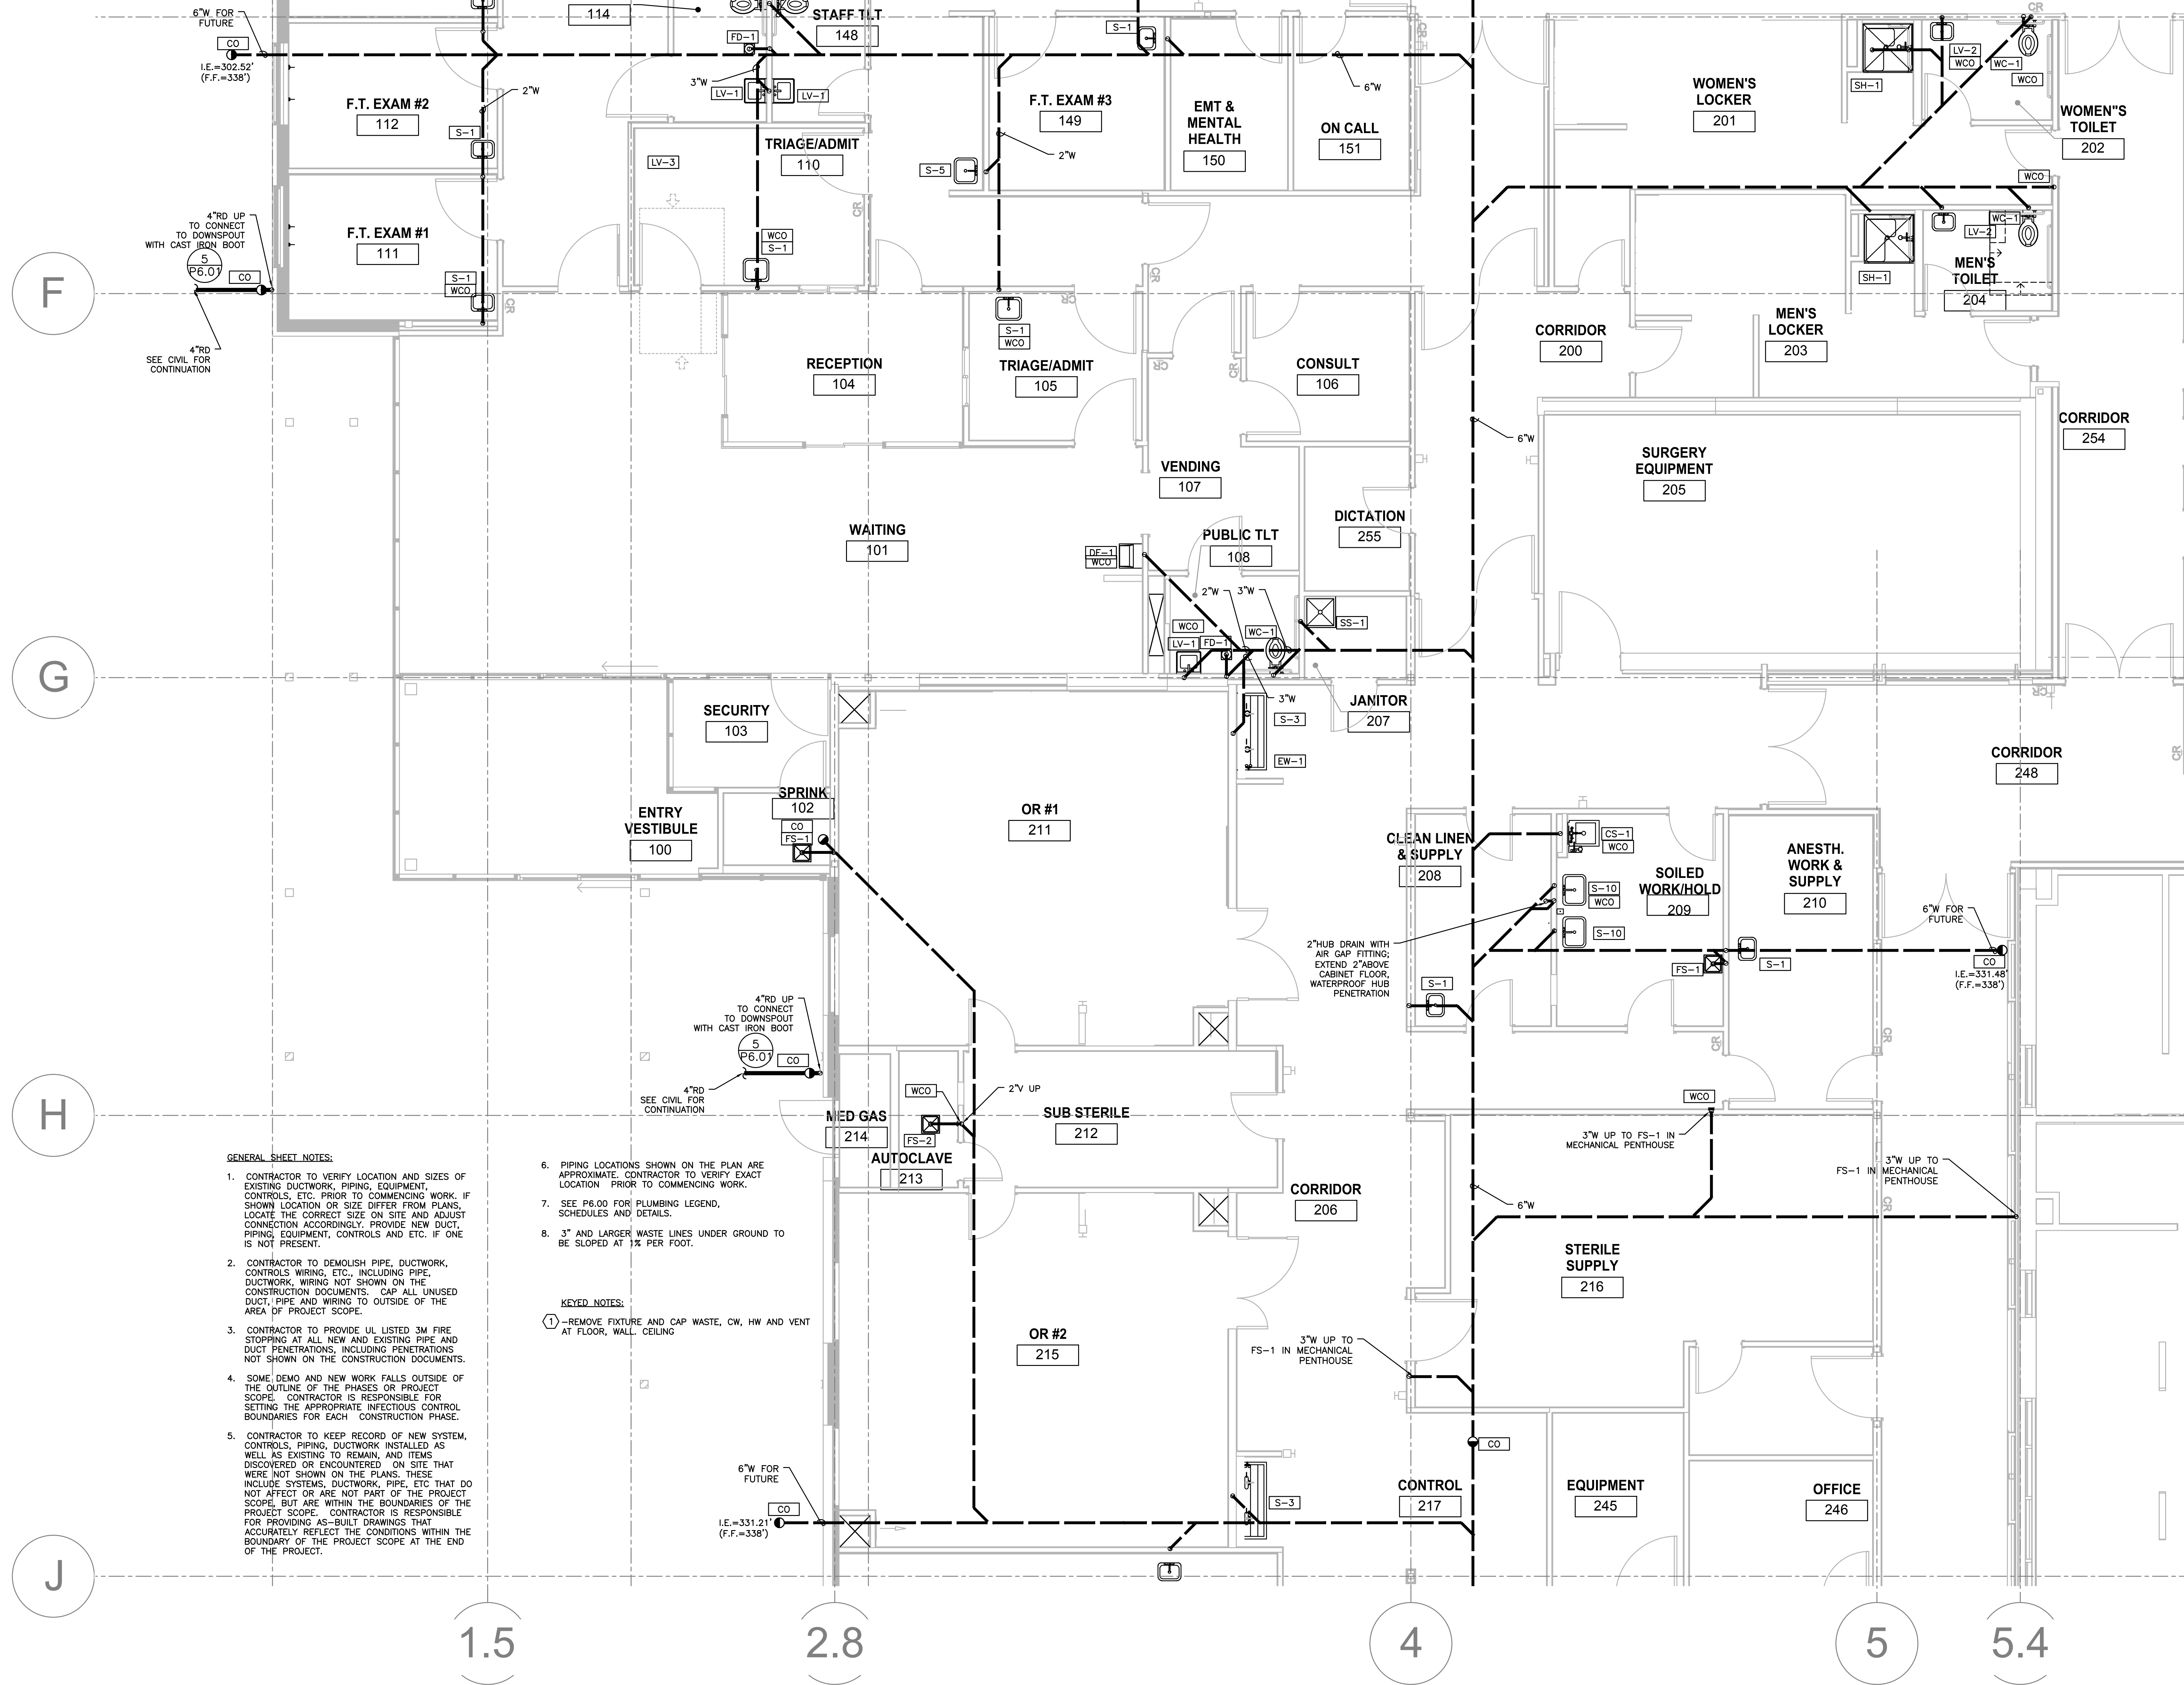 6"W FOR
FUTURE
CO
I.E.=302.52'
(F.F.=338')
114
STAFF TLT
148
FD-1
3"W
LV-1
LV-1
2"W
F.T. EXAM #2
112
S-1
TRIAGE/ADMIT
110
LV-3
WCO
S-1
CR
S-1
F.T. EXAM #3
149
2"W
S-5
EMT &
MENTAL
HEALTH
150
ON CALL
151
6"W
CR
CR
WOMEN'S
LOCKER
201
SH-1
LV-2
WCO
WC-1
WCO
WOMEN"S
TOILET
202
WCO
WC-1
LV-2
SH-1
MEN'S
TOILET
204
4"RD UP
TO CONNECT
TO DOWNSPOUT
WITH CAST IRON BOOT
5
P6.01
CO
4"RD
SEE CIVIL FOR
CONTINUATION
F.T. EXAM #1
111
S-1
WCO
CR
F
RECEPTION
104
S-1
WCO
CR
TRIAGE/ADMIT
105
CR
CR
CR
CONSULT
106
CORRIDOR
200
MEN'S
LOCKER
203
CORRIDOR
254
6"W
SURGERY
EQUIPMENT
205
VENDING
107
WAITING
101
DICTATION
255
PUBLIC TLT
108
DF-1
WCO
2"W
3"W
WCO
LV-1
FD-1
WC-1
SS-1
3"W
JANITOR
207
G
S-3
EW-1
SECURITY
103
CR
CR
CORRIDOR
248
SPRINK
102
CO
FS-1
ENTRY
VESTIBULE
100
OR #1
211
CLEAN LINEN
& SUPPLY
208
CS-1
WCO
S-10
WCO
S-10
SOILED
WORK/HOLD
209
ANESTH.
WORK &
SUPPLY
210
6"W FOR
FUTURE
CO
I.E.=331.48'
(F.F.=338')
2"HUB DRAIN WITH
AIR GAP FITTING;
EXTEND 2"ABOVE
CABINET FLOOR,
WATERPROOF HUB
PENETRATION
FS-1
S-1
S-1
CR
CR
4"RD UP
TO CONNECT
TO DOWNSPOUT
WITH CAST IRON BOOT
5
P6.01
CO
4"RD
SEE CIVIL FOR
CONTINUATION
WCO
2"V UP
H
MED GAS
214
FS-2
AUTOCLAVE
213
SUB STERILE
212
WCO
3"W UP TO FS-1 IN
MECHANICAL PENTHOUSE
3"W UP TO
FS-1 IN MECHANICAL
PENTHOUSE
CR
CORRIDOR
206
6"W
STERILE
SUPPLY
216
GENERAL SHEET NOTES:
1. CONTRACTOR TO VERIFY LOCATION AND SIZES OF
EXISTING DUCTWORK, PIPING, EQUIPMENT,
CONTROLS, ETC. PRIOR TO COMMENCING WORK. IF
SHOWN LOCATION OR SIZE DIFFER FROM PLANS,
LOCATE THE CORRECT SIZE ON SITE AND ADJUST
CONNECTION ACCORDINGLY. PROVIDE NEW DUCT,
PIPING, EQUIPMENT, CONTROLS AND ETC. IF ONE
IS NOT PRESENT.
2. CONTRACTOR TO DEMOLISH PIPE, DUCTWORK,
CONTROLS WIRING, ETC., INCLUDING PIPE,
DUCTWORK, WIRING NOT SHOWN ON THE
CONSTRUCTION DOCUMENTS. CAP ALL UNUSED
DUCT, PIPE AND WIRING TO OUTSIDE OF THE
AREA OF PROJECT SCOPE.
3. CONTRACTOR TO PROVIDE UL LISTED 3M FIRE
STOPPING AT ALL NEW AND EXISTING PIPE AND
DUCT PENETRATIONS, INCLUDING PENETRATIONS
NOT SHOWN ON THE CONSTRUCTION DOCUMENTS.
4. SOME DEMO AND NEW WORK FALLS OUTSIDE OF
THE OUTLINE OF THE PHASES OR PROJECT
SCOPE. CONTRACTOR IS RESPONSIBLE FOR
SETTING THE APPROPRIATE INFECTIOUS CONTROL
BOUNDARIES FOR EACH CONSTRUCTION PHASE.
5. CONTRACTOR TO KEEP RECORD OF NEW SYSTEM,
CONTROLS, PIPING, DUCTWORK INSTALLED AS
WELL AS EXISTING TO REMAIN, AND ITEMS
DISCOVERED OR ENCOUNTERED ON SITE THAT
WERE NOT SHOWN ON THE PLANS. THESE
INCLUDE SYSTEMS, DUCTWORK, PIPE, ETC THAT DO
NOT AFFECT OR ARE NOT PART OF THE PROJECT
SCOPE, BUT ARE WITHIN THE BOUNDARIES OF THE
PROJECT SCOPE. CONTRACTOR IS RESPONSIBLE
FOR PROVIDING AS-BUILT DRAWINGS THAT
ACCURATELY REFLECT THE CONDITIONS WITHIN THE
BOUNDARY OF THE PROJECT SCOPE AT THE END
OF THE PROJECT.
6. PIPING LOCATIONS SHOWN ON THE PLAN ARE
APPROXIMATE. CONTRACTOR TO VERIFY EXACT
LOCATION PRIOR TO COMMENCING WORK.
7. SEE P6.00 FOR PLUMBING LEGEND,
SCHEDULES AND DETAILS.
8. 3" AND LARGER WASTE LINES UNDER GROUND TO
BE SLOPED AT 1% PER FOOT.
KEYED NOTES:
1 -REMOVE FIXTURE AND CAP WASTE, CW, HW AND VENT
AT FLOOR, WALL. CEILING
OR #2
215
3"W UP TO
FS-1 IN MECHANICAL
PENTHOUSE
CO
6"W FOR
FUTURE
CO
I.E.=331.21'
(F.F.=338')
S-3
CONTROL
217
EQUIPMENT
245
OFFICE
246
J
1.5
2.8
4
5
5.4